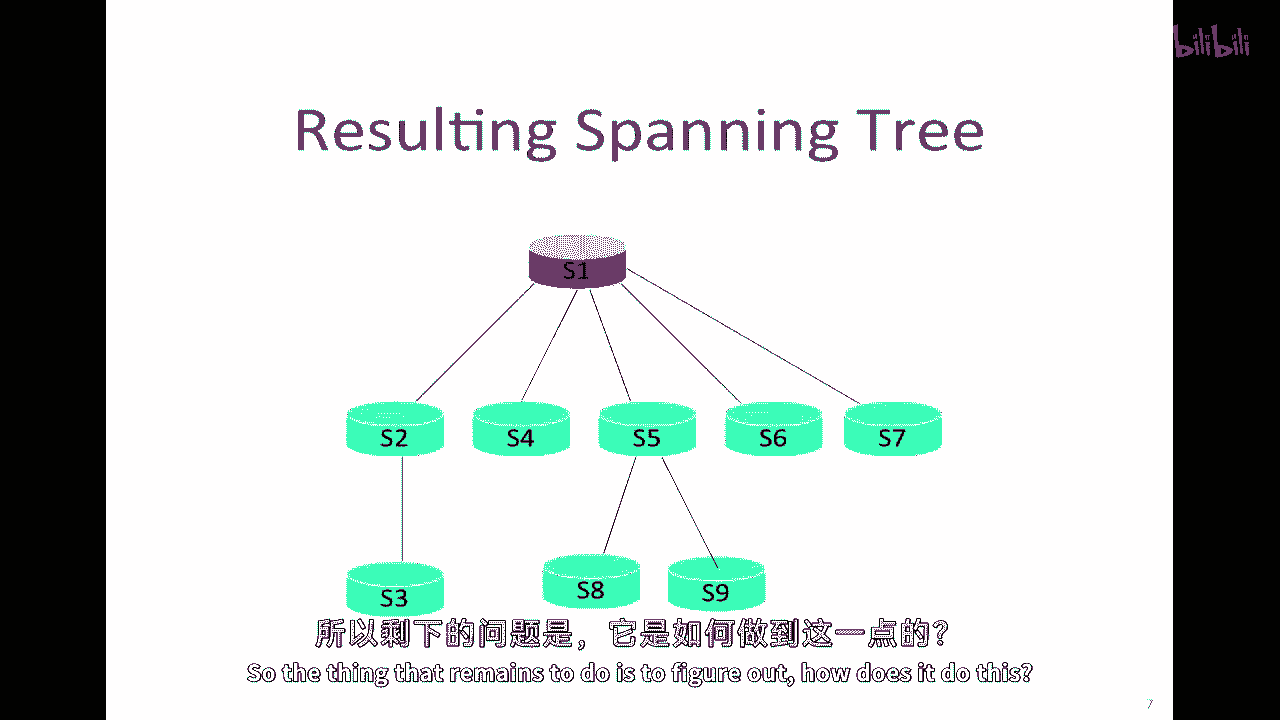 bilibili
Resulting Spanning Tree
S1
S2 S4 S5 S6 S7
S3 S8 S9
所以剩下的问题是，它是如何做到这一点的？
So the thing that remains to do is to figure out, how does it do this?
7